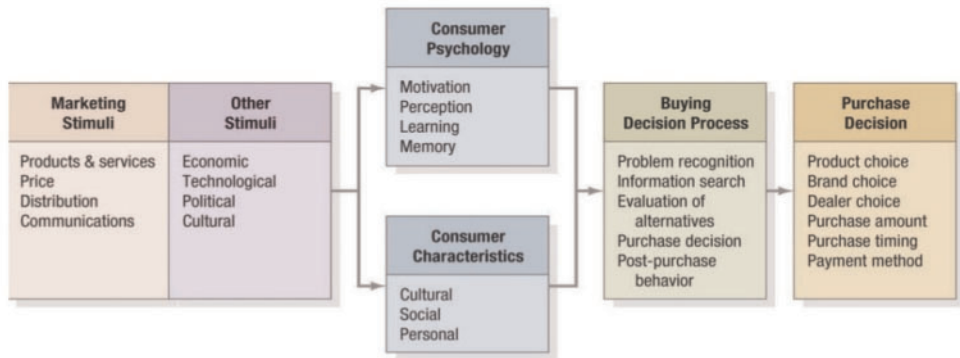 Marketing
Stimuli
Products & services
Price
Distribution
Communications
Other
Stimuli
Economic
Technological
Political
Cultural
Consumer
Psychology
Motivation
Perception
Learning
Memory
Consumer
Characteristics
Cultural
Social
Personal
Buying
Decision Process
Problem recognition
Information search
Evaluation of
alternatives
Purchase decision
Post-purchase
behavior
Purchase
Decision
Product choice
Brand choice
Dealer choice
Purchase amount
Purchase timing
Payment method